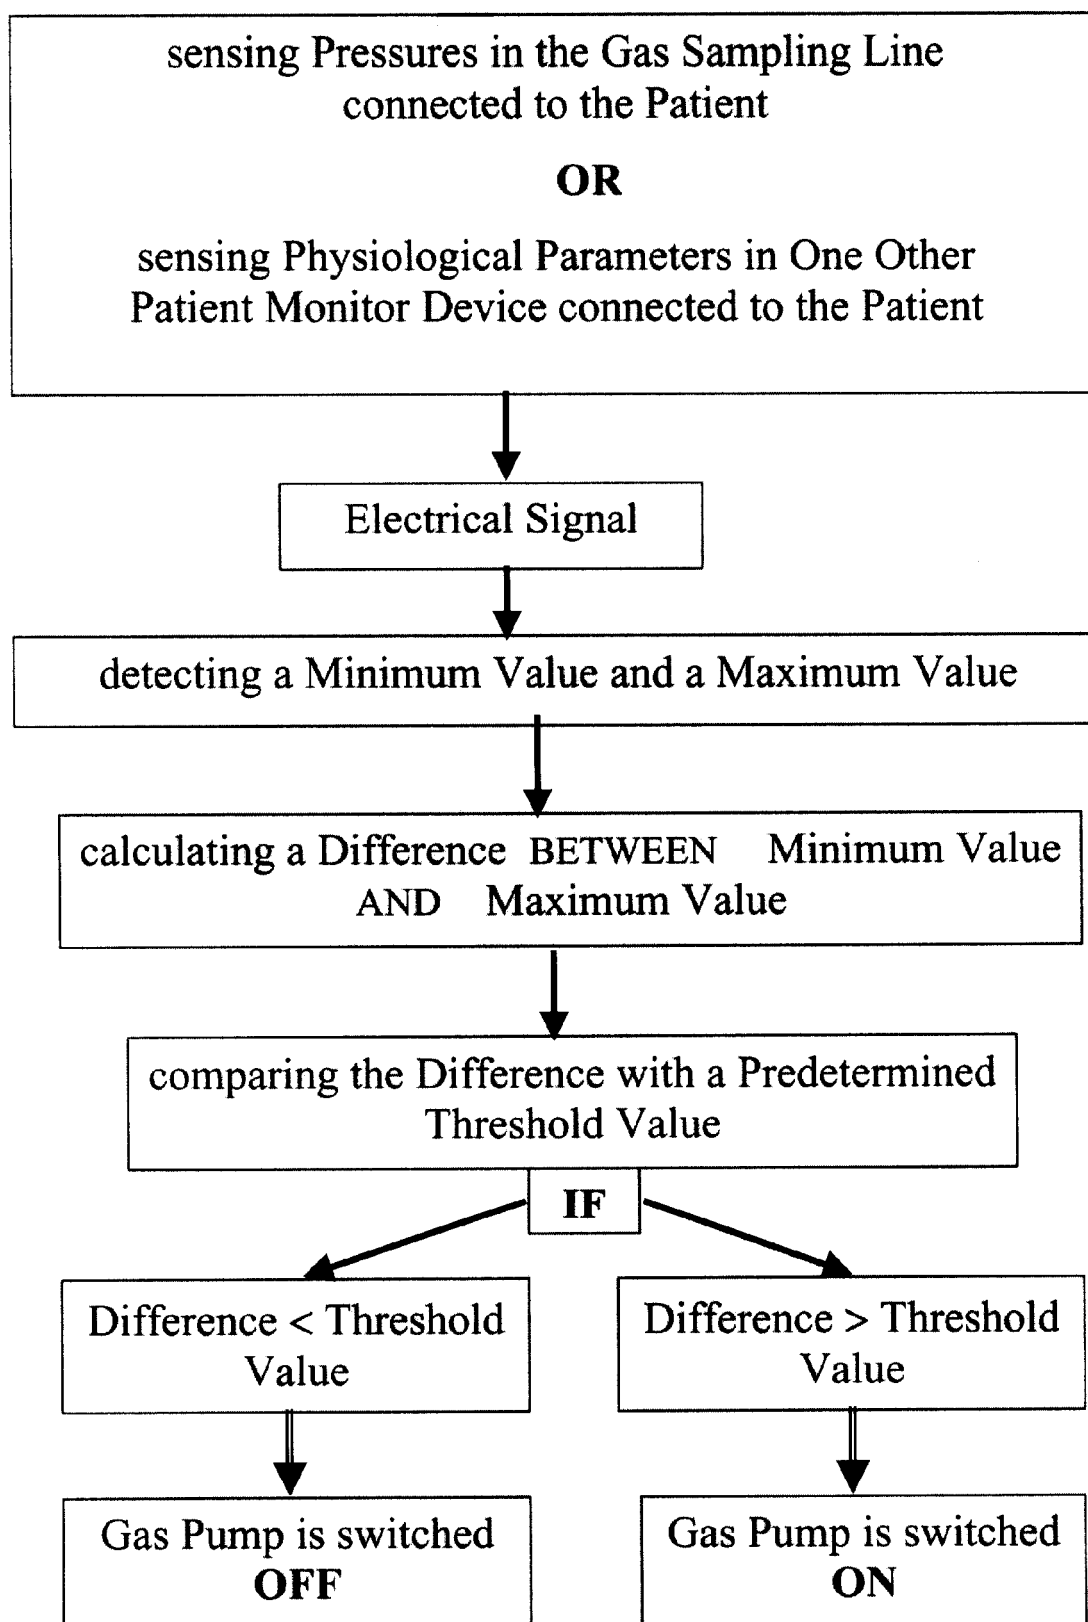 sensing Pressures in the Gas Sampling Line
connected to the Patient
OR
sensing Physiological Parameters in One Other
Patient Monitor Device connected to the Patient
Electrical Signal
detecting a Minimum Value and a Maximum Value
calculating a Difference BETWEEN Minimum Value
AND Maximum Value
comparing the Difference with a Predetermined
Threshold Value
IF
Difference < Threshold
Value
Difference > Threshold
Value
Gas Pump is switched
OFF
Gas Pump is switched
ON